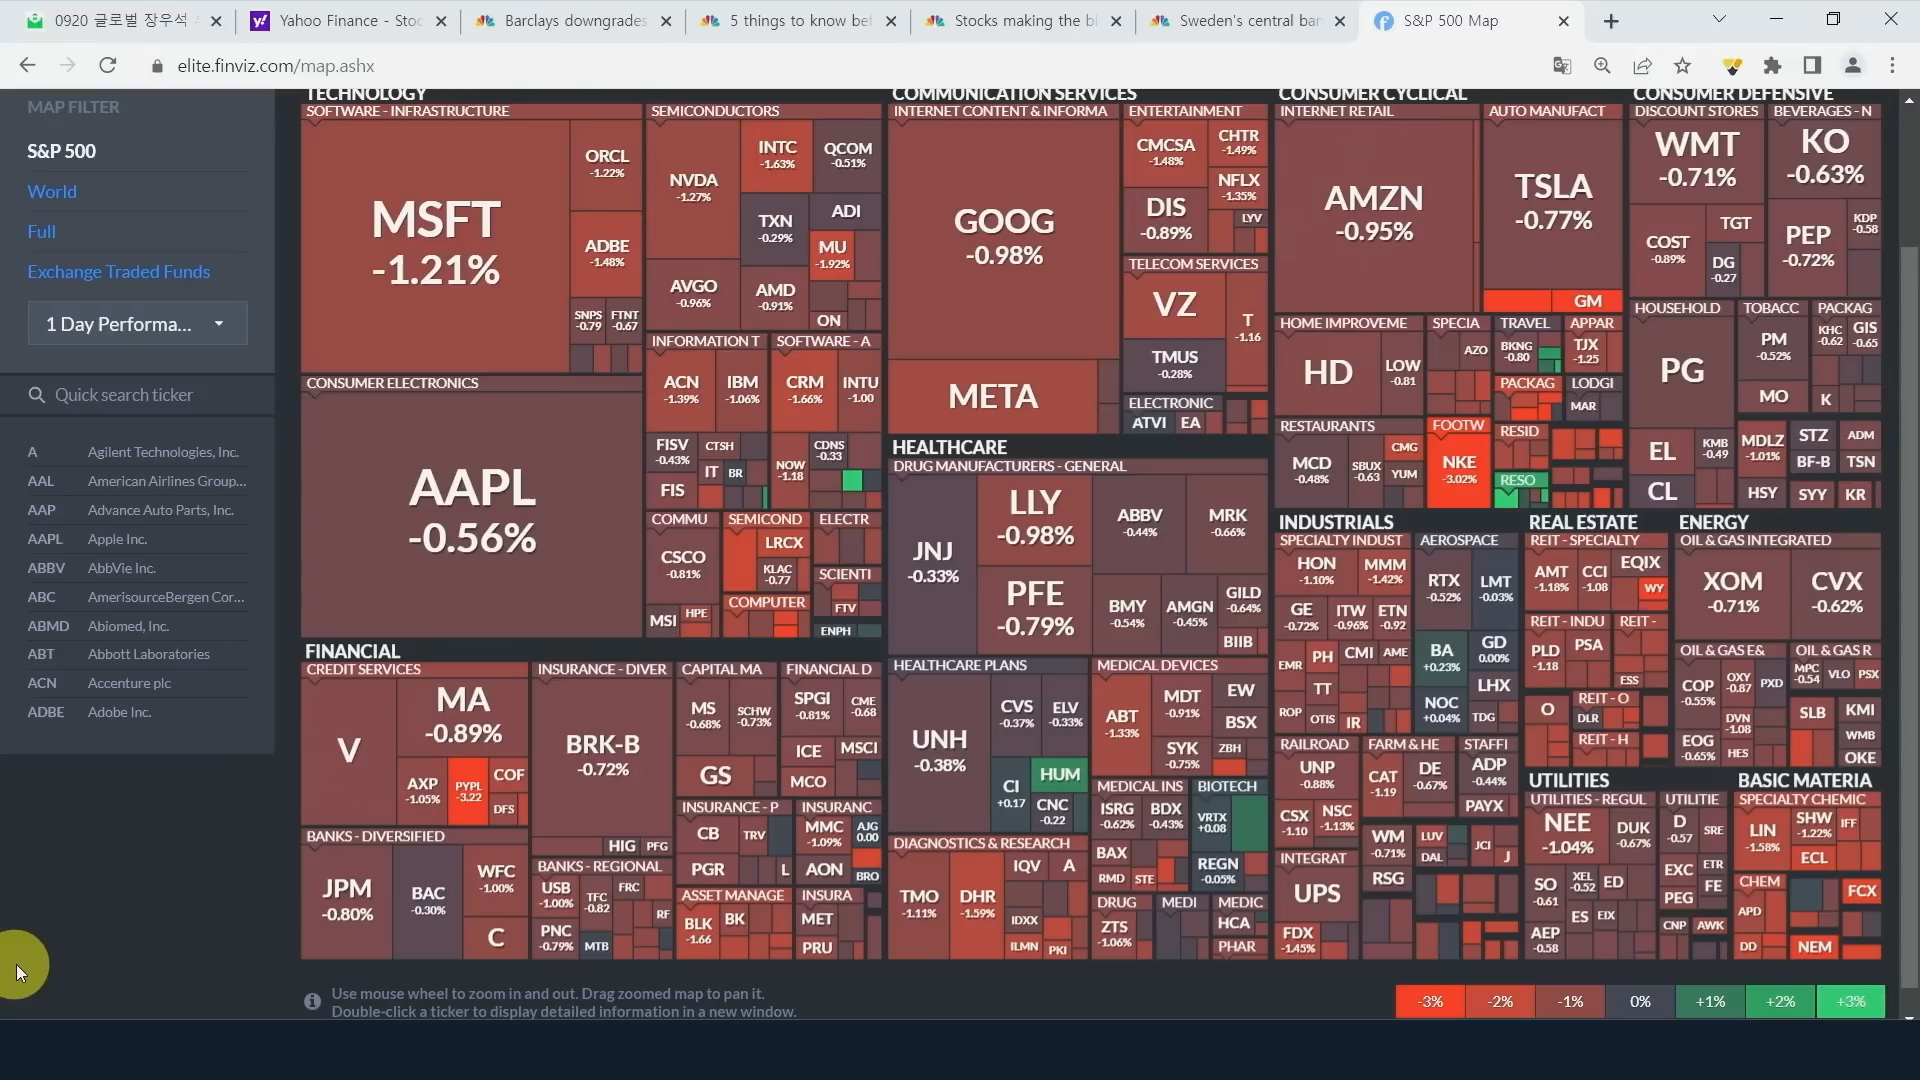 0920 글로벌 장우석
Yahoo Finance - Stoc
Barclays downgrades
5 things to know bef
Stocks making the bi
Sweden's central ban
S&P 500 Map
elite.finviz.com/map.ashx
MAP FILTER
S&P 500
World
Full
Exchange Traded Funds
1 Day Performa...
Quick search ticker
A Agilent Technologies, Inc.
AAL American Airlines Group...
AAP Advance Auto Parts, Inc.
AAPL Apple Inc.
ABBV AbbVie Inc.
ABC AmerisourceBergen Cor...
ABMD Abiomed, Inc.
ABT Abbott Laboratories
ACN Accenture plc
ADBE Adobe Inc.
TECHNOLOGY
SOFTWARE - INFRASTRUCTURE
MSFT
-1.21%
ORCL
-1.22%
ADBE
-1.48%
SNPS
-0.79
FTNT
-0.67
SEMICONDUCTORS
NVDA
-1.27%
INTC
-1.63%
QCOM
-0.51%
TXN
-0.29%
ADI
MU
-1.92%
AVGO
-0.96%
AMD
-0.91%
ON
CONSUMER ELECTRONICS
AAPL
-0.56%
INFORMATION T
ACN
-1.39%
IBM
-1.06%
FISV
-0.43%
CTSH
IT
BR
FIS
SOFTWARE - A
CRM
-1.66%
INTU
-1.00
NOW
-1.18
CDNS
-0.33
COMMU
CSCO
-0.81%
MSI
HPE
SEMICOND
LRCX
KLAC
-0.77
COMPUTER
ELECTR
SCIENTI
FTV
ENPH
COMMUNICATION SERVICES
INTERNET CONTENT & INFORMA
GOOG
-0.98%
META
ENTERTAINMENT
CMCSA
-1.48%
CHTR
-1.49%
NFLX
-1.35%
DIS
-0.89%
LYV
TELECOM SERVICES
VZ
T
-1.16
TMUS
-0.28%
ELECTRONIC
ATVI
EA
CONSUMER CYCLICAL
INTERNET RETAIL
AMZN
-0.95%
AUTO MANUFACT
TSLA
-0.77%
GM
HOME IMPROVEME
HD
LOW
-0.81
SPECIA
AZO
TRAVEL
BKNG
-0.80
APPAR
TJX
-1.25
PACKAG
LODGI
MAR
RESTAURANTS
MCD
-0.48%
SBUX
-0.63
CMG
YUM
FOOTW
NKE
-3.02%
RESID
RESO
CONSUMER DEFENSIVE
DISCOUNT STORES
WMT
-0.71%
COST
-0.89%
TGT
DG
-0.27
BEVERAGES - N
KO
-0.63%
PEP
-0.72%
KDP
-0.58
HOUSEHOLD
PG
EL
KMB
-0.49
CL
TOBACC
PM
-0.52%
MO
PACKAG
KHC
-0.62
GIS
-0.65
K
MDLZ
-1.01%
HSY
STZ
BF-B
SYY
ADM
TSN
KR
FINANCIAL
CREDIT SERVICES
V
MA
-0.89%
AXP
-1.05%
PYPL
-3.22
COF
DFS
BANKS - DIVERSIFIED
JPM
-0.80%
BAC
-0.30%
WFC
-1.00%
C
INSURANCE - DIVER
BRK-B
-0.72%
HIG
PFG
BANKS - REGIONAL
USB
-1.00%
TFC
-0.82
FRC
RF
PNC
-0.79%
MTB
CAPITAL MA
MS
-0.68%
SCHW
-0.73%
GS
FINANCIAL D
SPGI
-0.81%
CME
-0.68
ICE
MSCI
MCO
INSURANCE - P
CB
TRV
PGR
L
INSURANC
MMC
-1.09%
AJG
0.00
AON
BRO
ASSET MANAGE
BLK
-1.66
BK
INSURA
MET
PRU
HEALTHCARE
DRUG MANUFACTURERS - GENERAL
JNJ
-0.33%
LLY
-0.98%
PFE
-0.79%
ABBV
-0.44%
MRK
-0.66%
BMY
-0.54%
AMGN
-0.45%
GILD
-0.64%
BIIB
HEALTHCARE PLANS
UNH
-0.38%
CVS
-0.37%
ELV
-0.33%
CI
+0.17
HUM
CNC
-0.22
MEDICAL DEVICES
ABT
-1.33%
MDT
-0.91%
EW
BSX
SYK
-0.75%
ZBH
MEDICAL INS
ISRG
-0.62%
BDX
-0.43%
BAX
RMD
STE
BIOTECH
VRTX
+0.08
REGN
-0.05%
DIAGNOSTICS & RESEARCH
TMO
-1.11%
DHR
-1.59%
IQV
A
IDXX
ILMN
PKI
DRUG
ZTS
-1.06%
MEDI
MEDIC
HCA
PHAR
INDUSTRIALS
SPECIALTY INDUST
HON
-1.10%
MMM
-1.42%
GE
-0.72%
ITW
-0.96%
ETN
-0.92
EMR
PH
CMI
AME
TT
ROP
OTIS
IR
AEROSPACE
RTX
-0.52%
LMT
-0.03%
BA
+0.23%
GD
0.00%
NOC
+0.04%
LHX
TDG
RAILROAD
UNP
-0.88%
CSX
-1.10
NSC
-1.13%
FARM & HE
CAT
-1.19
DE
-0.67%
STAFFI
ADP
-0.44%
PAYX
INTEGRAT
UPS
FDX
-1.45%
WM
-0.71%
RSG
LUV
DAL
JCI
J
REAL ESTATE
REIT - SPECIALTY
AMT
-1.18%
CCI
-1.08
EQIX
WY
REIT - INDU
PLD
-1.18
PSA
REIT -
ESS
O
REIT - O
DLR
REIT - H
ENERGY
OIL & GAS INTEGRATED
XOM
-0.71%
CVX
-0.62%
OIL & GAS E&
COP
-0.55%
OXY
-0.87
PXD
EOG
-0.65%
DVN
-1.08
HES
OIL & GAS R
MPC
-0.54
VLO
PSX
SLB
KMI
WMB
OKE
UTILITIES
UTILITIES - REGUL
NEE
-1.04%
DUK
-0.67%
SO
-0.61
XEL
-0.52
ED
AEP
-0.58
ES
EIX
UTILITIE
D
-0.57
SRE
EXC
ETR
PEG
FE
CNP
AWK
BASIC MATERIA
SPECIALTY CHEMIC
LIN
-1.58%
SHW
-1.22%
IFF
ECL
CHEM
APD
DD
FCX
NEM
Use mouse wheel to zoom in and out. Drag zoomed map to pan it.
Double-click a ticker to display detailed information in a new window.
-3% -2% -1% 0% +1% +2% +3%